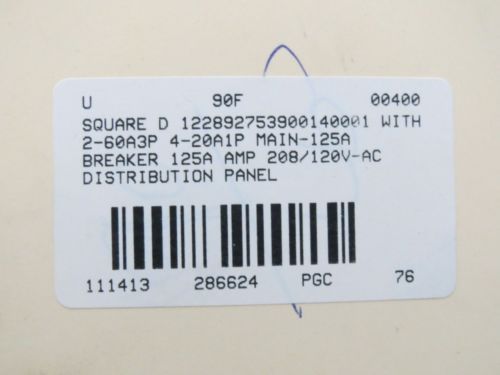 U 90F 00400
SQUARE D 122892753900140001 WITH
2-60A3P 4-20A1P MAIN-125A
BREAKER 125A AMP 208/120V-AC
DISTRIBUTION PANEL
111413 286624 PGC 76